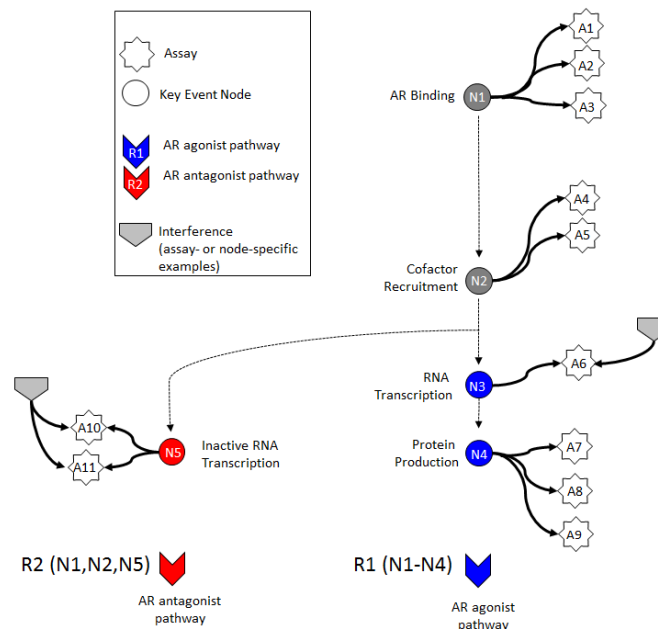 Assay
Key Event Node
R1
AR agonist pathway
R2
AR antagonist pathway
Interference
(assay- or node-specific
examples)
AR Binding
N1
A1
A2
A3
A4
A5
Cofactor
Recruitment
N2
A6
RNA
Transcription
N3
A10
A11
N5
Inactive RNA
Transcription
Protein
Production
N4
A7
A8
A9
R2 (N1,N2,N5)
AR antagonist
pathway
R1 (N1-N4)
AR agonist
pathway